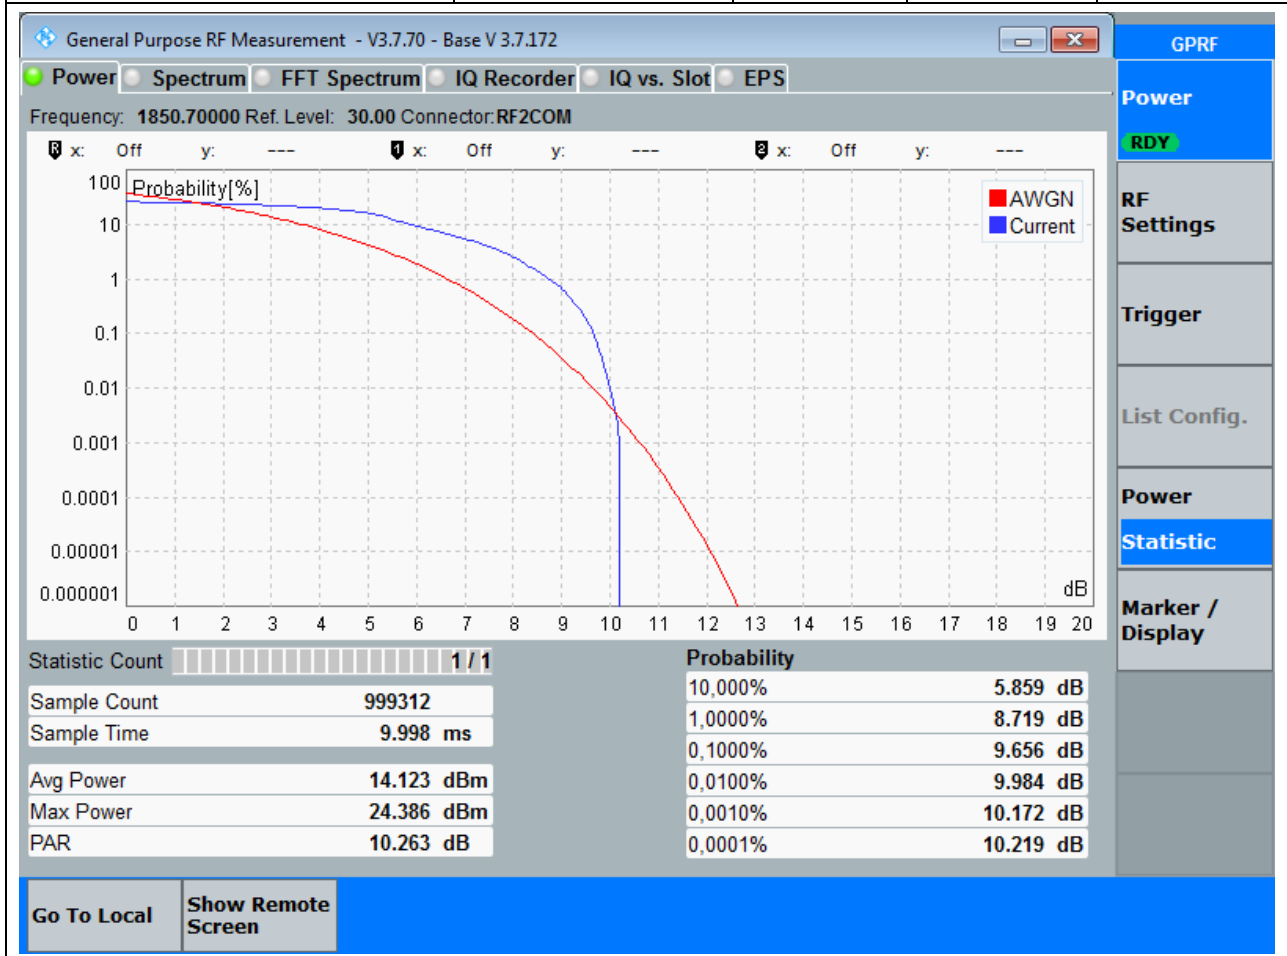 General Purpose RF Measurement - V3.7.70 - Base V 3.7.172
GPRF
Power Spectrum FFT Spectrum IQ Recorder IQ vs. Slot EPS
Frequency: 1850.70000 Ref. Level: 30.00 Connector:RF2COM
Power
RDY
R x: Off y: --- 1 x: Off y: --- 2 x: Off y: ---
100 Probability[%]
10
1
0.1
0.01
0.001
0.0001
0.00001
0.000001
AWGN
Current
dB
0 1 2 3 4 5 6 7 8 9 10 11 12 13 14 15 16 17 18 19 20
RF
Settings
Trigger
List Config.
Power
Statistic
Marker /
Display
Statistic Count 1 / 1
Sample Count 999312
Sample Time 9.998 ms
Avg Power 14.123 dBm
Max Power 24.386 dBm
PAR 10.263 dB
Probability
10,000% 5.859 dB
1,0000% 8.719 dB
0,1000% 9.656 dB
0,0100% 9.984 dB
0,0010% 10.172 dB
0,0001% 10.219 dB
Go To Local
Show Remote
Screen